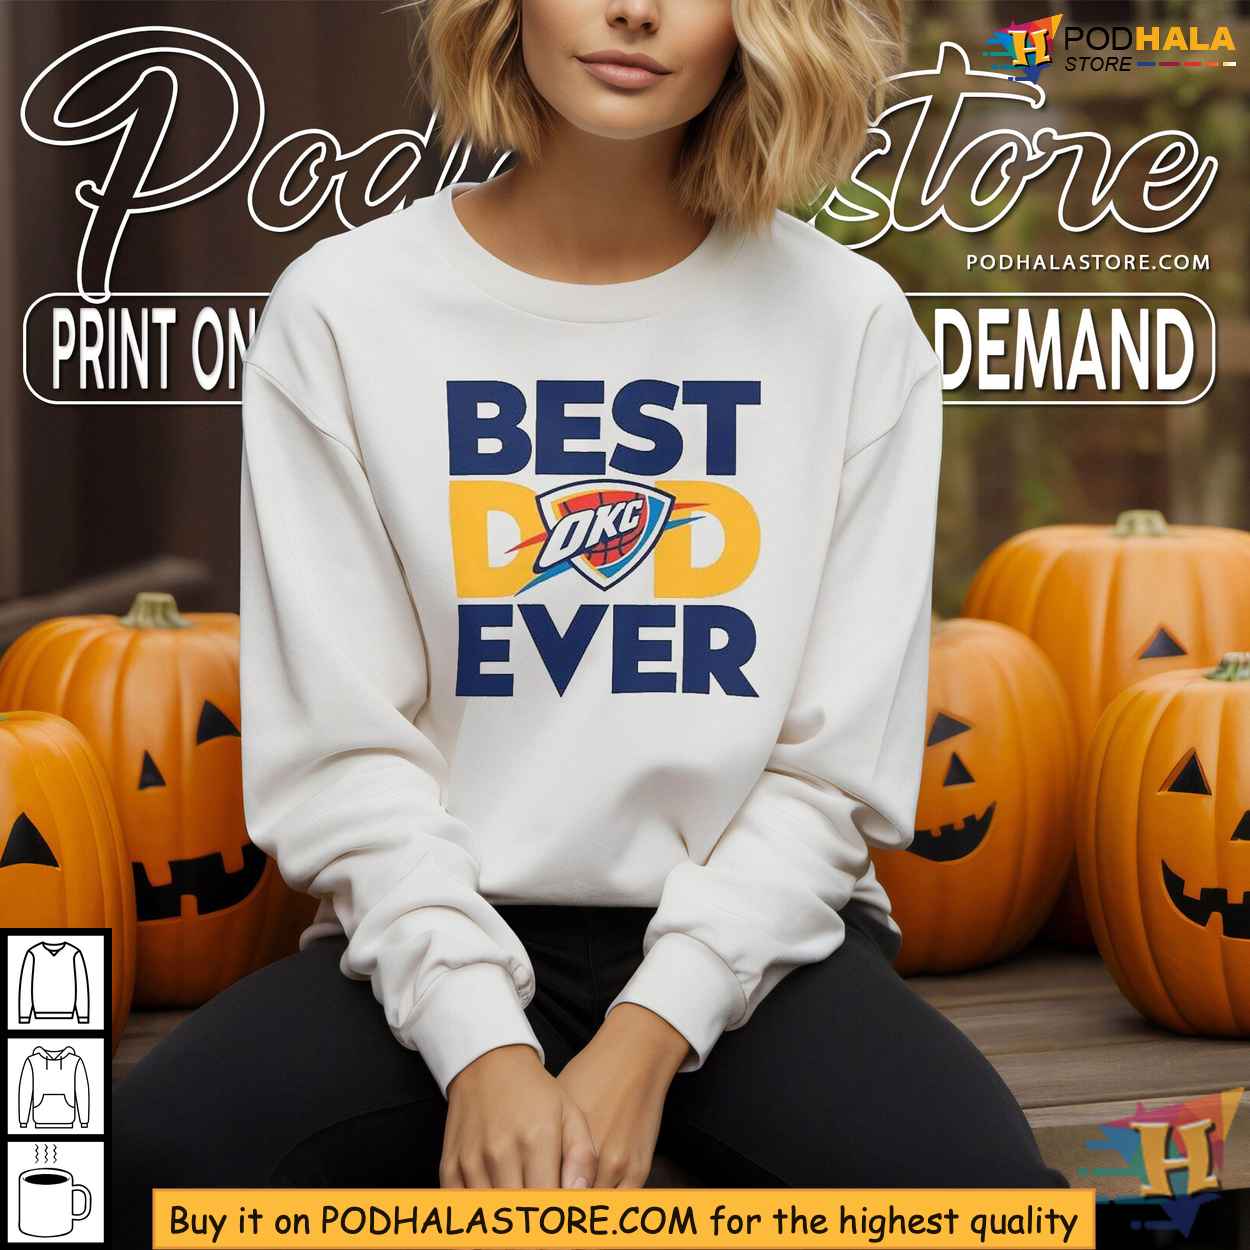 PODHALA
STORE
Pod store
PODHALASTORE.COM
PRINT ON DEMAND
BEST
D OKC D
EVER
Buy it on PODHALASTORE.COM for the highest quality